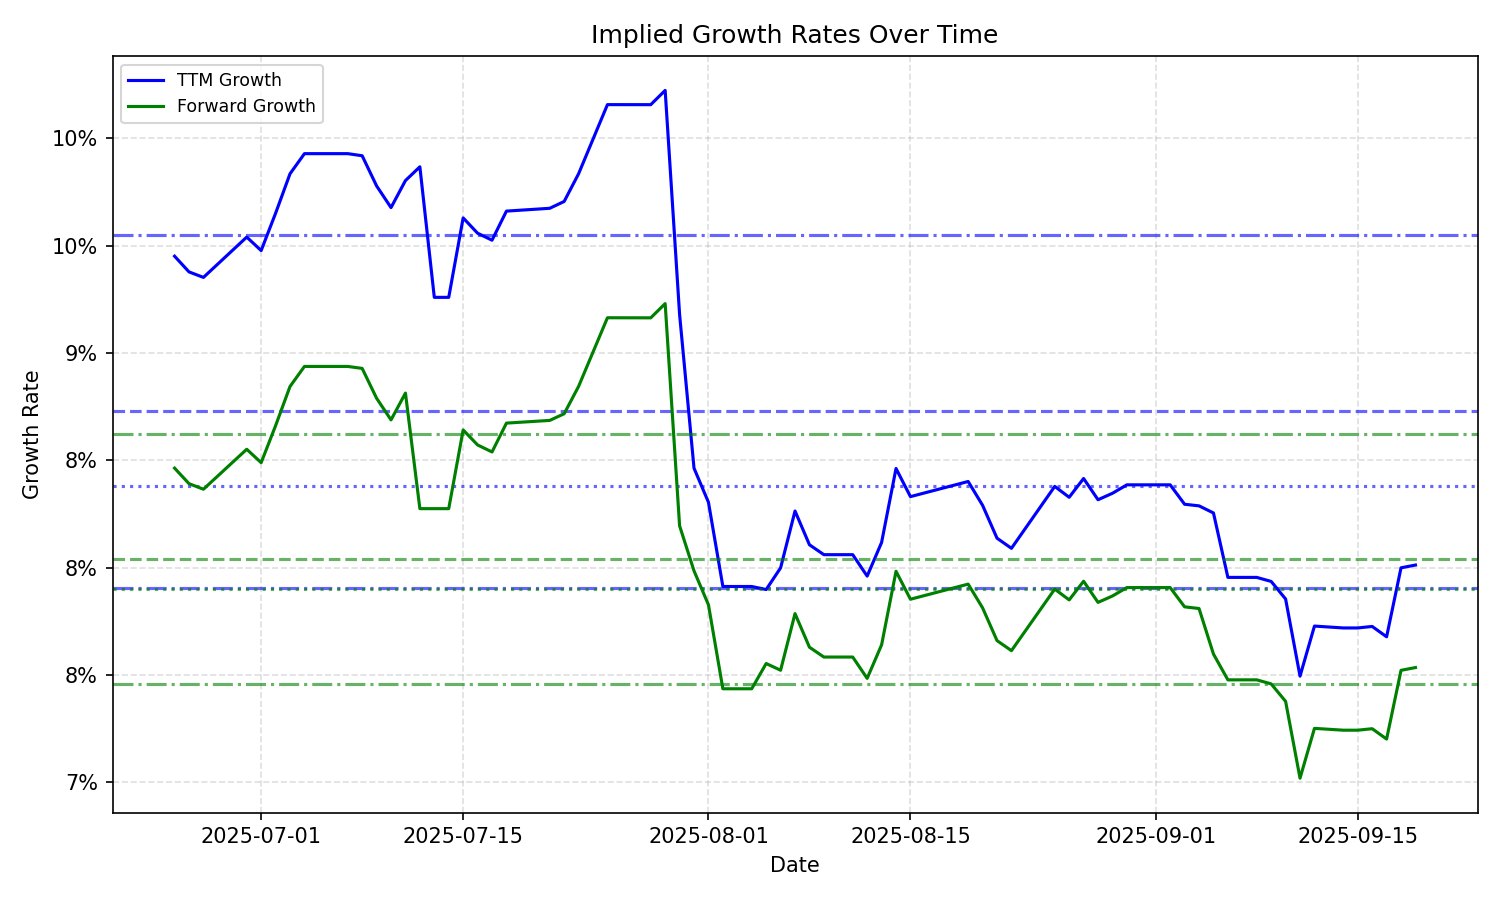 Implied Growth Rates Over Time
TTM Growth
Forward Growth
10%
10%
9%
8%
8%
8%
7%
Growth Rate
2025-07-01
2025-07-15
2025-08-01
2025-08-15
2025-09-01
2025-09-15
Date